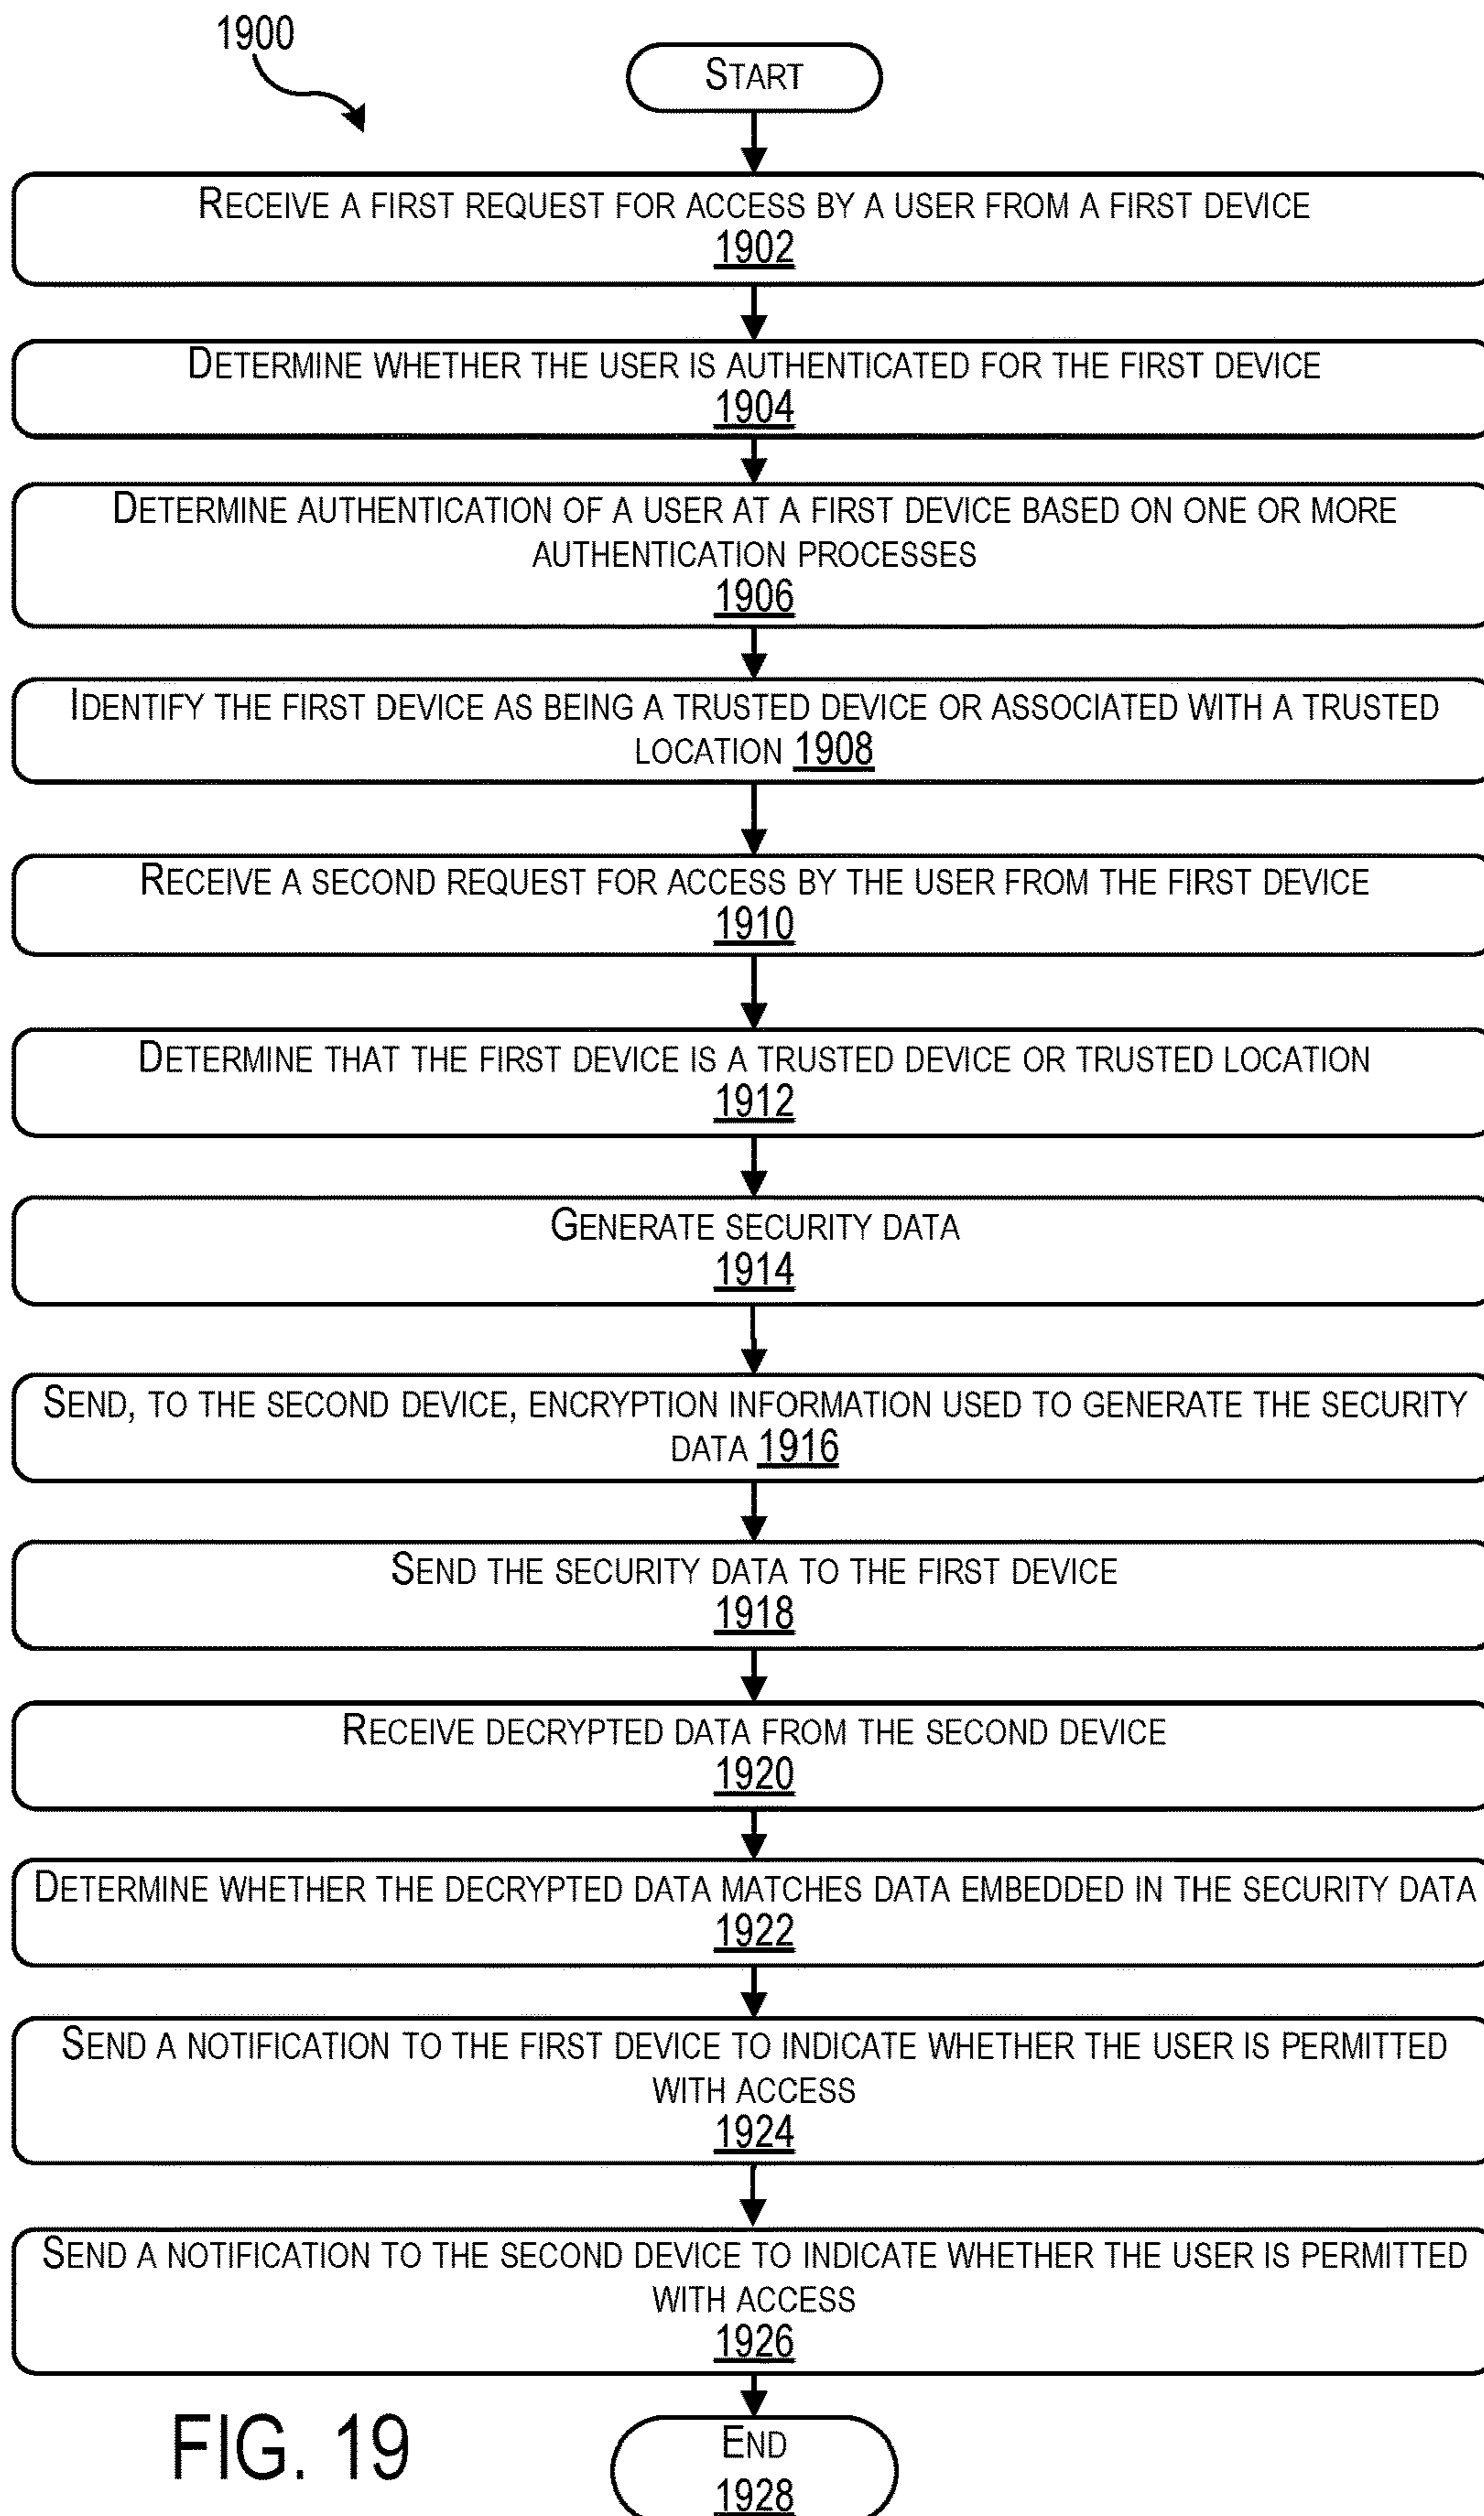 1900
START
RECEIVE A FIRST REQUEST FOR ACCESS BY A USER FROM A FIRST DEVICE
1902
DETERMINE WHETHER THE USER IS AUTHENTICATED FOR THE FIRST DEVICE
1904
DETERMINE AUTHENTICATION OF A USER AT A FIRST DEVICE BASED ON ONE OR MORE
AUTHENTICATION PROCESSES
1906
IDENTIFY THE FIRST DEVICE AS BEING A TRUSTED DEVICE OR ASSOCIATED WITH A TRUSTED
LOCATION 1908
RECEIVE A SECOND REQUEST FOR ACCESS BY THE USER FROM THE FIRST DEVICE
1910
DETERMINE THAT THE FIRST DEVICE IS A TRUSTED DEVICE OR TRUSTED LOCATION
1912
GENERATE SECURITY DATA
1914
SEND, TO THE SECOND DEVICE, ENCRYPTION INFORMATION USED TO GENERATE THE SECURITY
DATA 1916
SEND THE SECURITY DATA TO THE FIRST DEVICE
1918
RECEIVE DECRYPTED DATA FROM THE SECOND DEVICE
1920
DETERMINE WHETHER THE DECRYPTED DATA MATCHES DATA EMBEDDED IN THE SECURITY DATA
1922
SEND A NOTIFICATION TO THE FIRST DEVICE TO INDICATE WHETHER THE USER IS PERMITTED
WITH ACCESS
1924
SEND A NOTIFICATION TO THE SECOND DEVICE TO INDICATE WHETHER THE USER IS PERMITTED
WITH ACCESS
1926
END
1928
FIG. 19